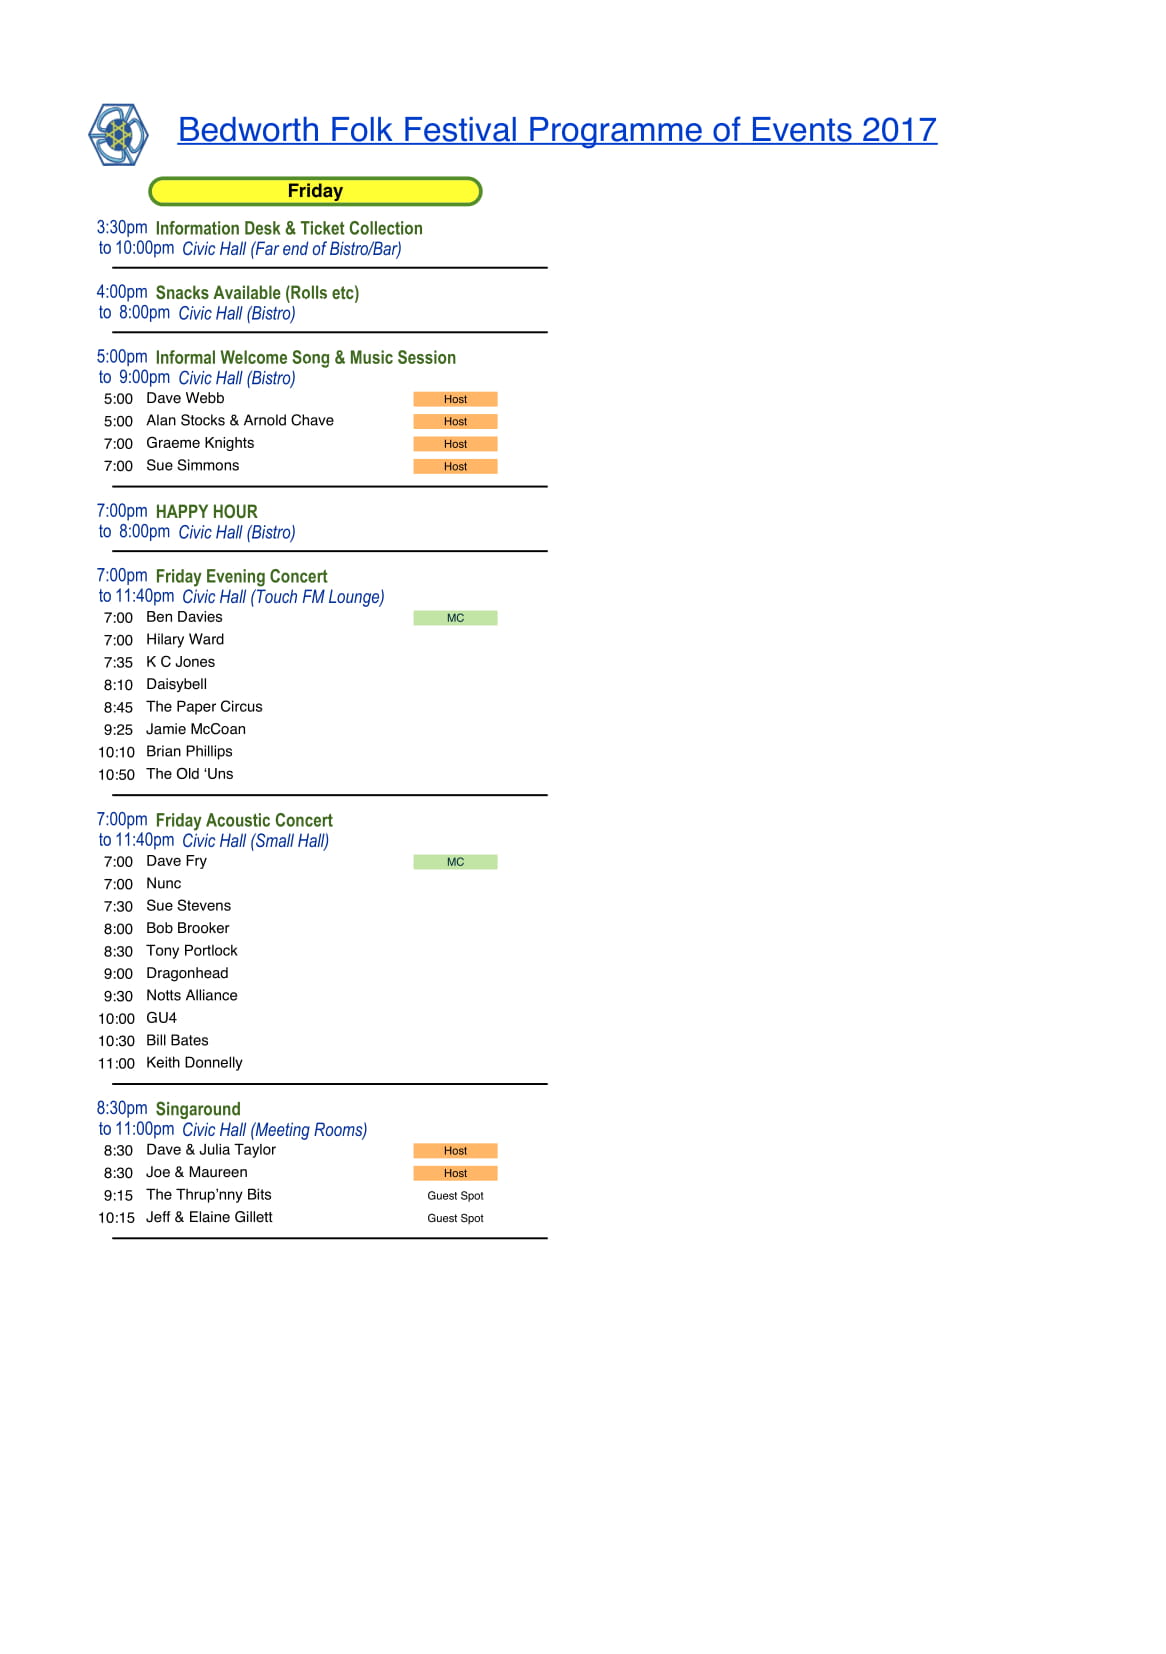 Bedworth Folk Festival Programme of Events 2017
Friday
3:30pm Information Desk & Ticket Collection
to 10:00pm Civic Hall (Far end of Bistro/Bar)
4:00pm Snacks Available (Rolls etc)
to 8:00pm Civic Hall (Bistro)
5:00pm Informal Welcome Song & Music Session
to 9:00pm Civic Hall (Bistro)
5:00 Dave Webb Host
5:00 Alan Stocks & Arnold Chave Host
7:00 Graeme Knights Host
7:00 Sue Simmons Host
7:00pm HAPPY HOUR
to 8:00pm Civic Hall (Bistro)
7:00pm Friday Evening Concert
to 11:40pm Civic Hall (Touch FM Lounge)
7:00 Ben Davies MC
7:00 Hilary Ward
7:35 K C Jones
8:10 Daisybell
8:45 The Paper Circus
9:25 Jamie McCoan
10:10 Brian Phillips
10:50 The Old ‘Uns
7:00pm Friday Acoustic Concert
to 11:40pm Civic Hall (Small Hall)
7:00 Dave Fry MC
7:00 Nunc
7:30 Sue Stevens
8:00 Bob Brooker
8:30 Tony Portlock
9:00 Dragonhead
9:30 Notts Alliance
10:00 GU4
10:30 Bill Bates
11:00 Keith Donnelly
8:30pm Singaround
to 11:00pm Civic Hall (Meeting Rooms)
8:30 Dave & Julia Taylor Host
8:30 Joe & Maureen Host
9:15 The Thrup’nny Bits Guest Spot
10:15 Jeff & Elaine Gillett Guest Spot